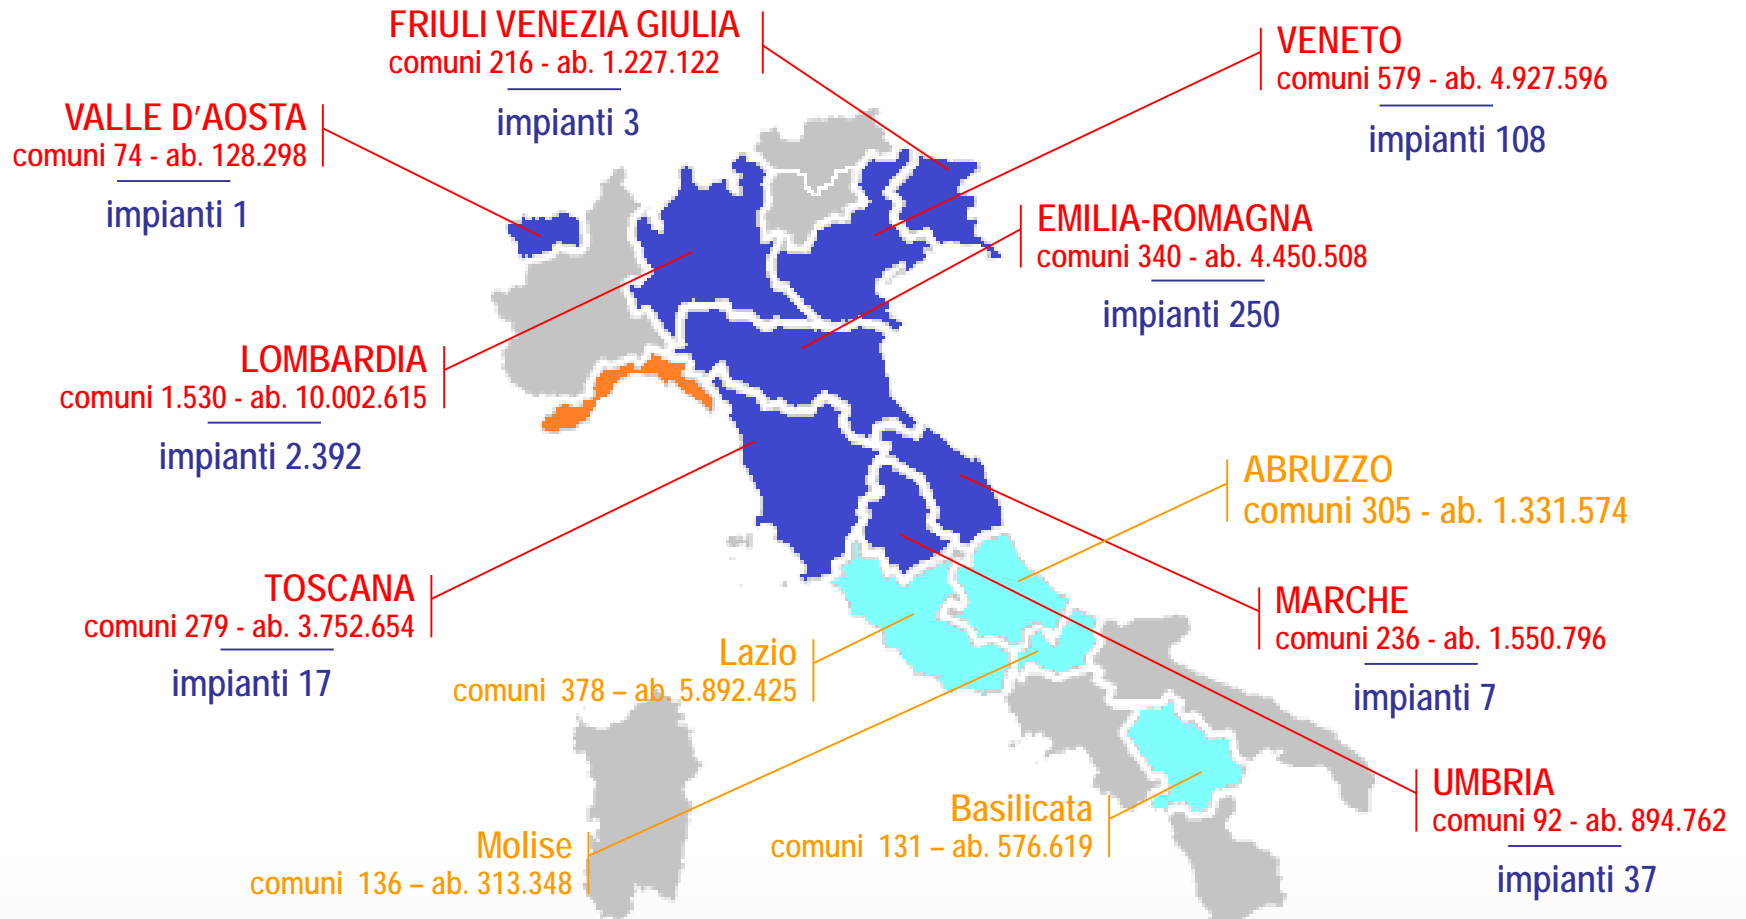 FRIULI VENEZIA GIULIA
comuni 216 - ab. 1.227.122
impianti 3
VENETO
comuni 579 - ab. 4.927.596
impianti 108
VALLE D'AOSTA
comuni 74 - ab. 128.298
impianti 1
EMILIA-ROMAGNA
comuni 340 - ab. 4.450.508
impianti 250
LOMBARDIA
comuni 1.530 - ab. 10.002.615
impianti 2.392
ABRUZZO
comuni 305 - ab. 1.331.574
TOSCANA
comuni 279 - ab. 3.752.654
impianti 17
MARCHE
comuni 236 - ab. 1.550.796
impianti 7
Lazio
comuni 378 – ab. 5.892.425
UMBRIA
comuni 92 - ab. 894.762
impianti 37
Basilicata
comuni 131 – ab. 576.619
Molise
comuni 136 – ab. 313.348